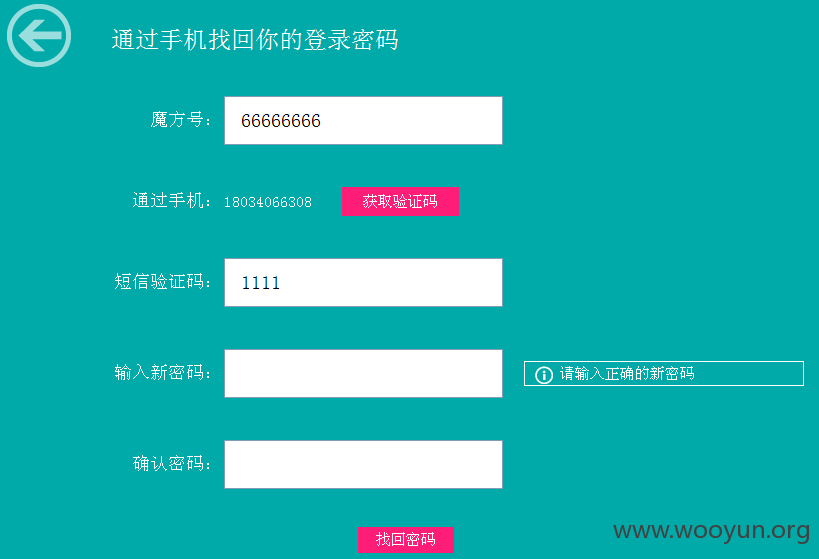 通过手机找回你的登录密码
魔方号： 66666666
通过手机： 18034066308 获取验证码
短信验证码： 1111
输入新密码： 请输入正确的新密码
确认密码：
找回密码
www.wooyun.org